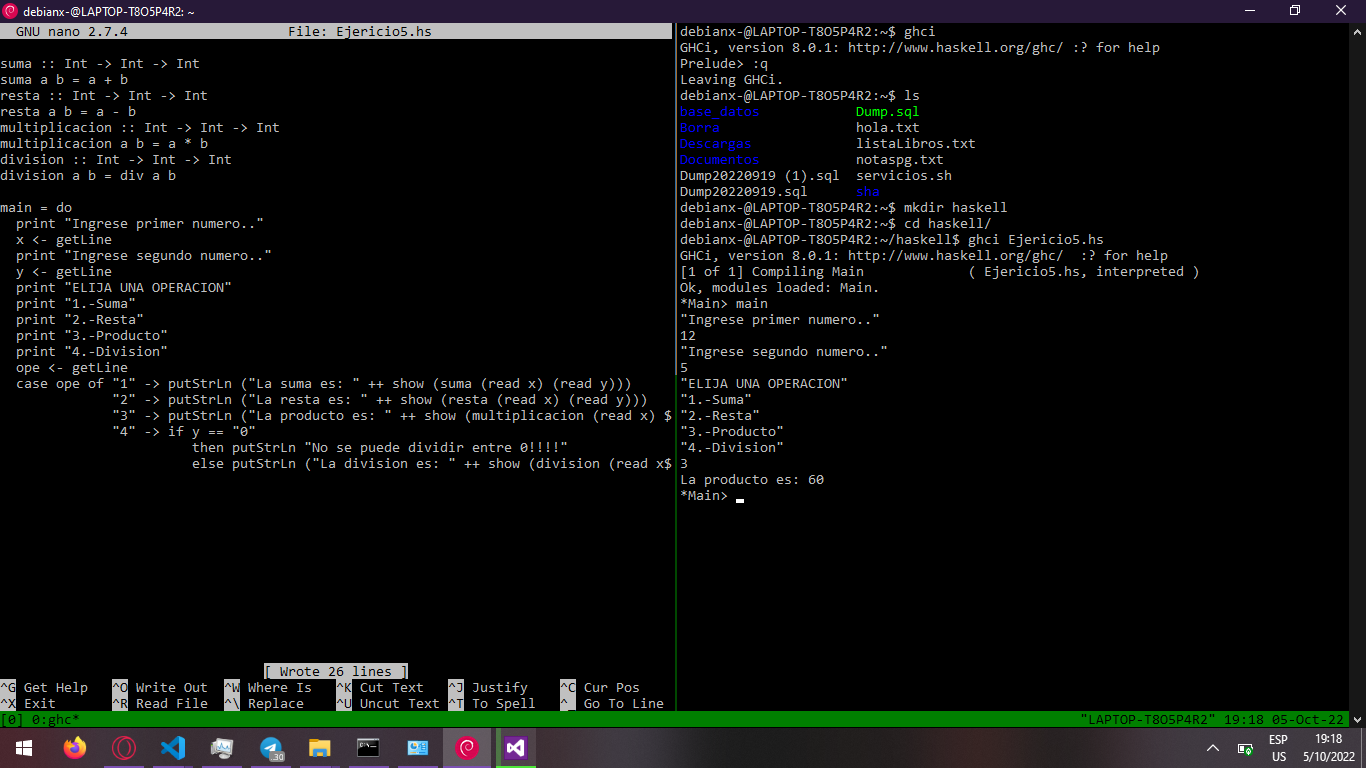 debianx-@LAPTOP-T8O5P4R2: ~
GNU nano 2.7.4 File: Ejericio5.hs
suma :: Int -> Int -> Int
suma a b = a + b
resta :: Int -> Int -> Int
resta a b = a - b
multiplicacion :: Int -> Int -> Int
multiplicacion a b = a * b
division :: Int -> Int -> Int
division a b = div a b
main = do
  print "Ingrese primer numero.."
  x <- getLine
  print "Ingrese segundo numero.."
  y <- getLine
  print "ELIJA UNA OPERACION"
  print "1.-Suma"
  print "2.-Resta"
  print "3.-Producto"
  print "4.-Division"
  ope <- getLine
  case ope of "1" -> putStrLn ("La suma es: " ++ show (suma (read x) (read y)))
              "2" -> putStrLn ("La resta es: " ++ show (resta (read x) (read y)))
              "3" -> putStrLn ("La producto es: " ++ show (multiplicacion (read x) $
              "4" -> if y == "0"
                        then putStrLn "No se puede dividir entre 0!!!!"
                        else putStrLn ("La division es: " ++ show (division (read x$
[ Wrote 26 lines ]
^G Get Help ^O Write Out ^W Where Is ^K Cut Text ^J Justify ^C Cur Pos
^X Exit ^R Read File ^\ Replace ^U Uncut Text ^T To Spell ^_ Go To Line
debianx-@LAPTOP-T8O5P4R2:~$ ghci
GHCi, version 8.0.1: http://www.haskell.org/ghc/ :? for help
Prelude> :q
Leaving GHCi.
debianx-@LAPTOP-T8O5P4R2:~$ ls
base_datos Dump.sql
Borra hola.txt
Descargas listaLibros.txt
Documentos notaspg.txt
Dump20220919 (1).sql servicios.sh
Dump20220919.sql sha
debianx-@LAPTOP-T8O5P4R2:~$ mkdir haskell
debianx-@LAPTOP-T8O5P4R2:~$ cd haskell/
debianx-@LAPTOP-T8O5P4R2:~/haskell$ ghci Ejericio5.hs
GHCi, version 8.0.1: http://www.haskell.org/ghc/  :? for help
[1 of 1] Compiling Main             ( Ejericio5.hs, interpreted )
Ok, modules loaded: Main.
*Main> main
"Ingrese primer numero.."
12
"Ingrese segundo numero.."
5
"ELIJA UNA OPERACION"
"1.-Suma"
"2.-Resta"
"3.-Producto"
"4.-Division"
3
La producto es: 60
*Main>
[0] 0:ghc* "LAPTOP-T8O5P4R2" 19:18 05-Oct-22
30
ESP
US
19:18
5/10/2022